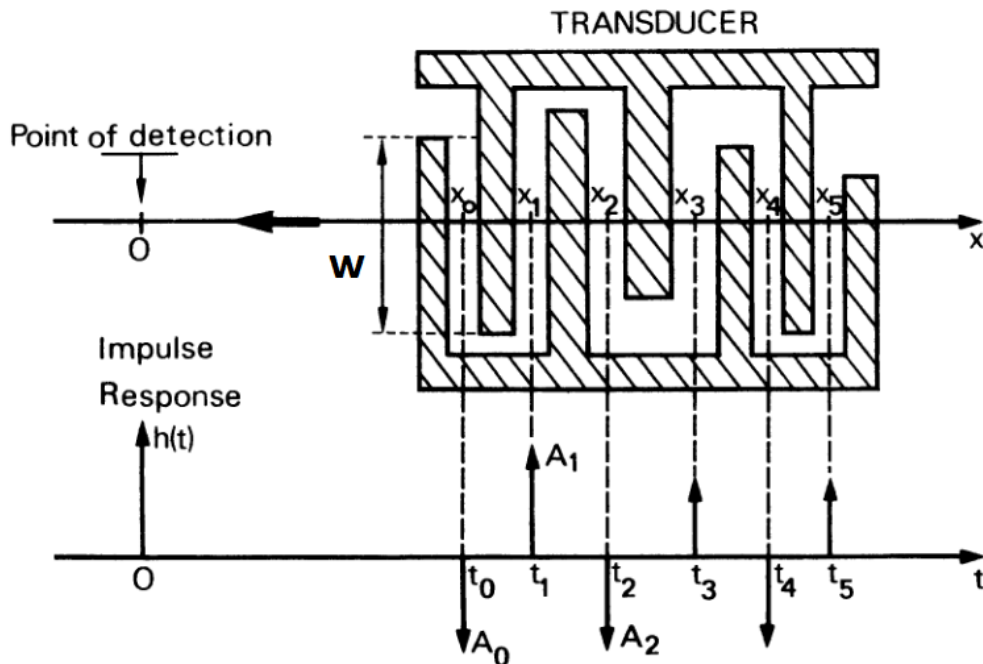 TRANSDUCER
Point of detection
x₀ x₁ x₂ x₃ x₄ x₅
O x
W
Impulse
Response
h(t)
A₁
O t₀ t₁ t₂ t₃ t₄ t₅ t
A₀ A₂